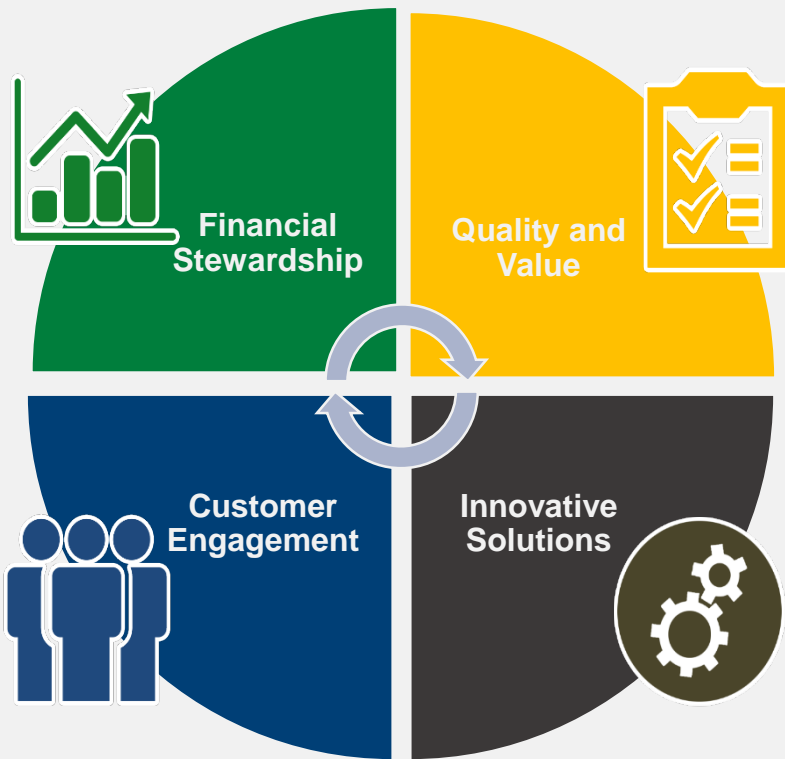 Financial
Stewardship
Quality and
Value
Customer
Engagement
Innovative
Solutions